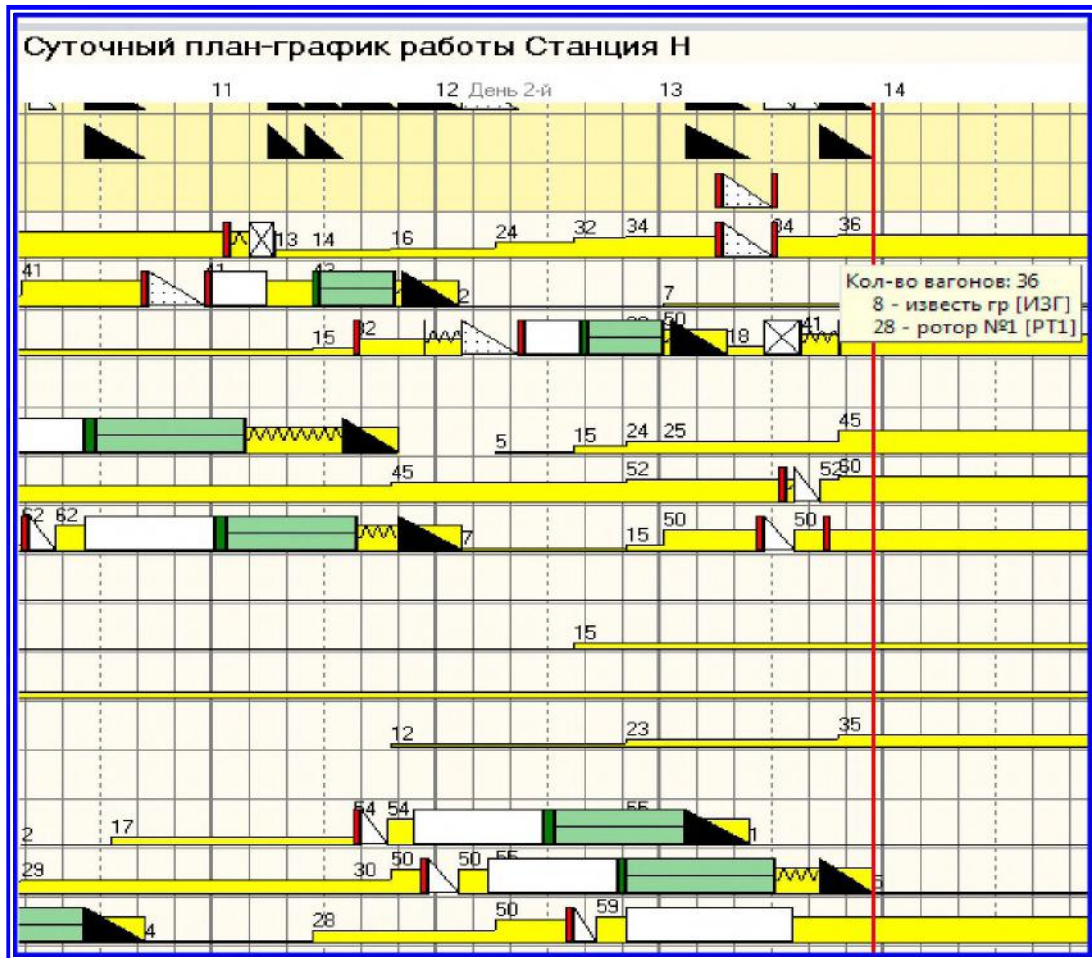 Суточный план-график работы Станция Н
11 12 День 2-й 13 14
13 14 16 24 32 34 34 36
41 41 43 2 7
Кол-во вагонов: 36
8 - известь гр [ИЗГ]
28 - ротор №1 [РТ1]
15 32 50 18 41
5 15 24 25 45
45 52 52 60
62 62 7 15 50 50
15
12 23 35
2 17 54 54 55 1
29 30 50 50 55 5
4 28 50 59